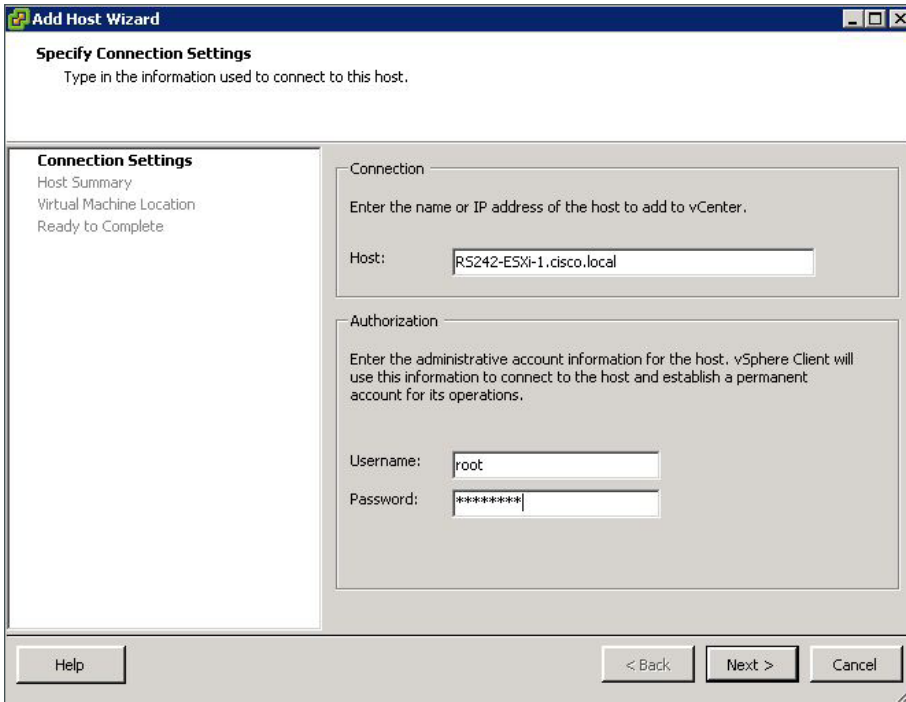 Add Host Wizard
Specify Connection Settings
Type in the information used to connect to this host.
Connection Settings
Host Summary
Virtual Machine Location
Ready to Complete
Connection
Enter the name or IP address of the host to add to vCenter.
Host: RS242-ESXi-1.cisco.local
Authorization
Enter the administrative account information for the host. vSphere Client will
use this information to connect to the host and establish a permanent
account for its operations.
Username: root
Password: ********
Help
< Back Next > Cancel